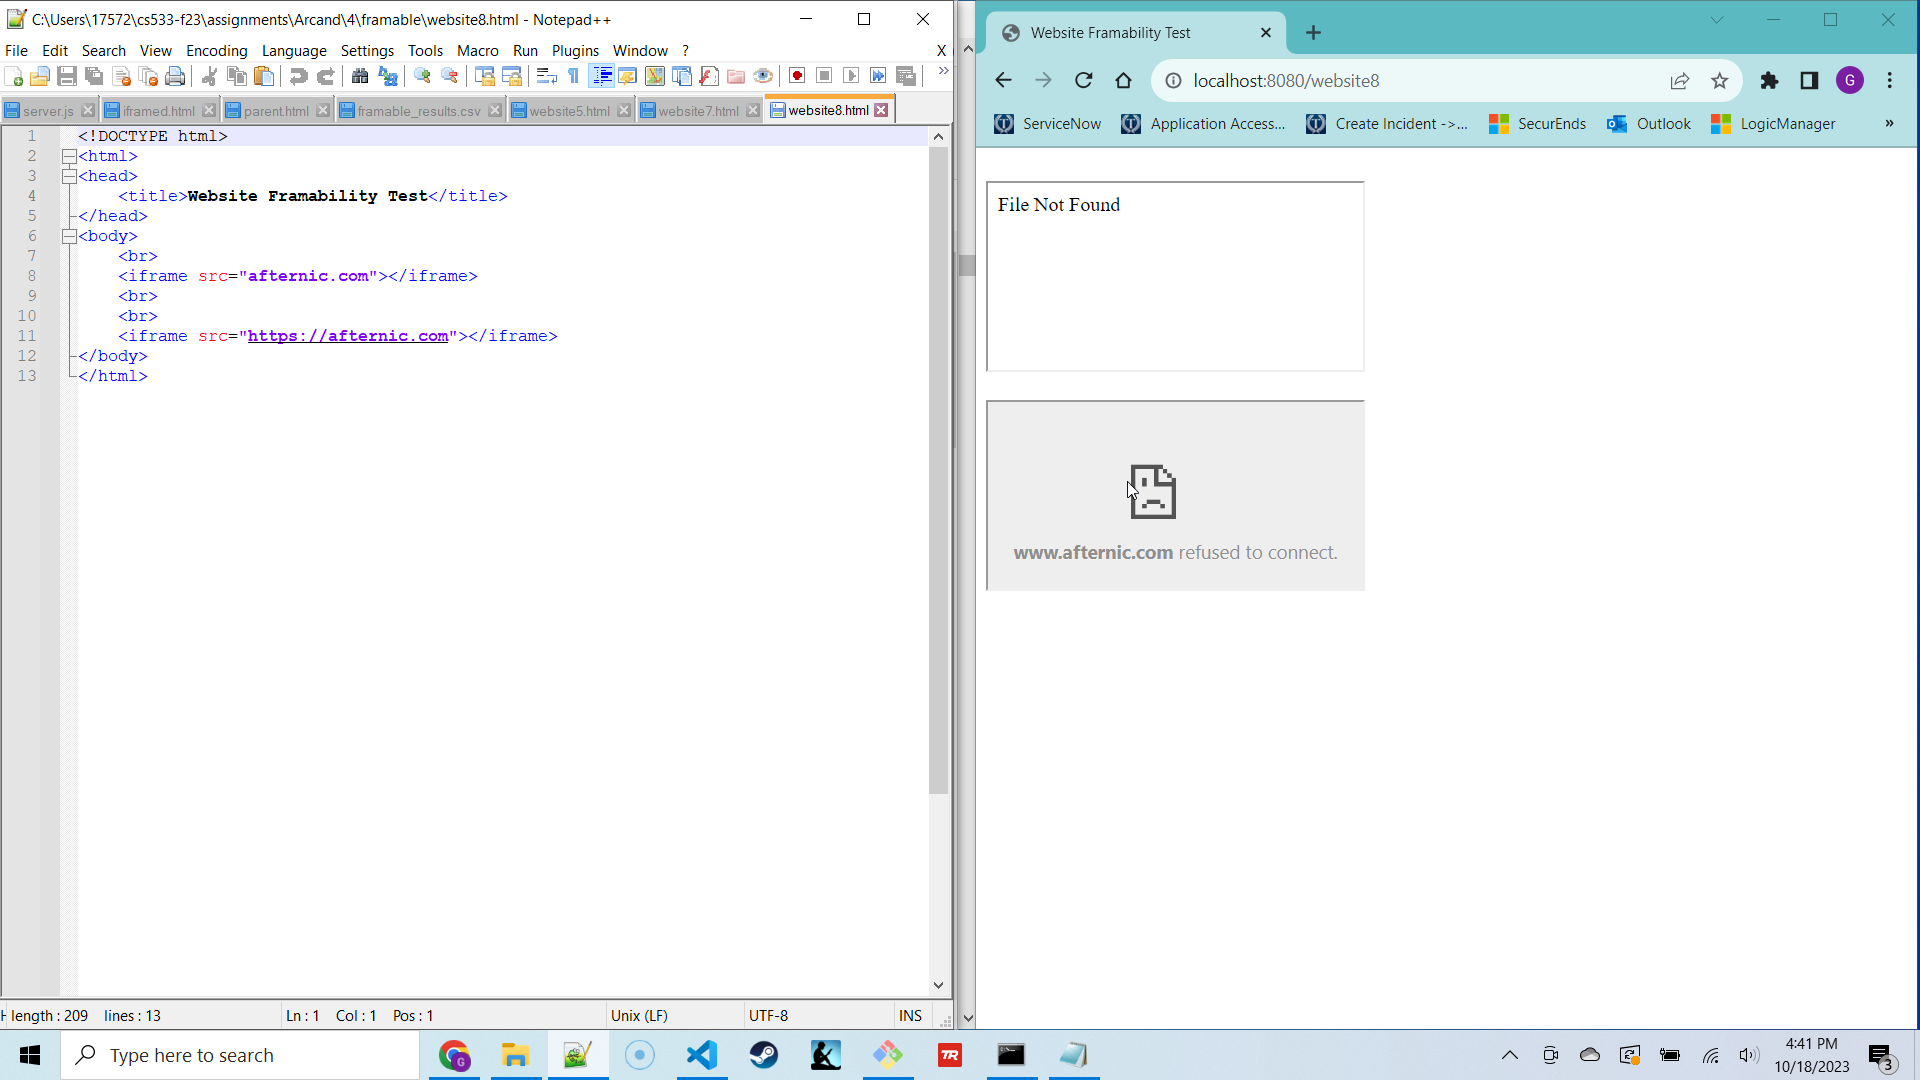 C:\Users\17572\cs533-f23\assignments\Arcand\4\framable\website8.html - Notepad++
File Edit Search View Encoding Language Settings Tools Macro Run Plugins Window ? X
server.js iframed.html parent.html framable_results.csv website5.html website7.html website8.html
1 <!DOCTYPE html>
2 <html>
3 <head>
4 <title>Website Framability Test</title>
5 </head>
6 <body>
7 <br>
8 <iframe src="afternic.com"></iframe>
9 <br>
10 <br>
11 <iframe src="https://afternic.com"></iframe>
12 </body>
13 </html>
length : 209 lines : 13 Ln : 1 Col : 1 Pos : 1 Unix (LF) UTF-8 INS
Website Framability Test
localhost:8080/website8
G
ServiceNow Application Access... Create Incident ->... SecurEnds Outlook LogicManager »
File Not Found
www.afternic.com refused to connect.
Type here to search
G
TR
4:41 PM
10/18/2023
3